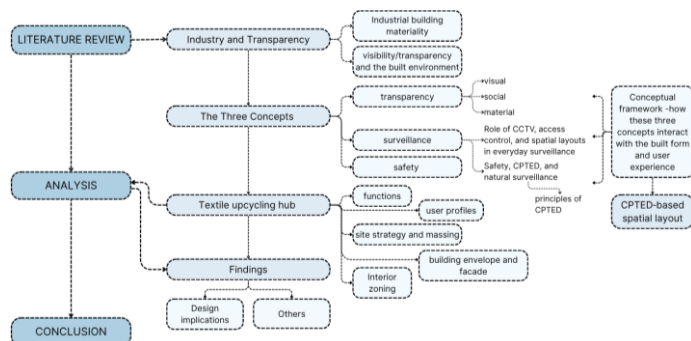 LITERATURE REVIEW
Industry and Transparency
Industrial building
materiality
visibility/transparency
and the built environment
The Three Concepts
transparency
visual
social
material
surveillance
Role of CCTV, access
control, and spatial layouts
in everyday surveillance
safety
Safety, CPTED, and
natural surveillance
principles of
CPTED
Conceptual
framework -how
these three
concepts interact
with the built form
and user
experience
CPTED-based
spatial layout
ANALYSIS
Textile upcycling hub
functions
user profiles
site strategy and massing
building envelope and
facade
Interior
zoning
Findings
Design
implications
Others
CONCLUSION